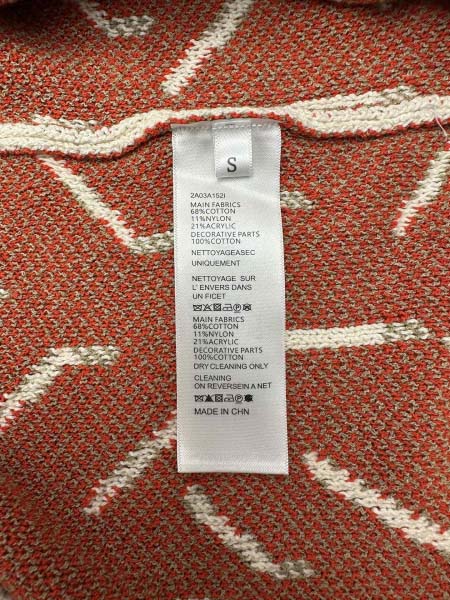 S
2A03A152I
MAIN FABRICS
68%COTTON
11%NYLON
21%ACRYLIC
DECORATIVE PARTS
100%COTTON
NETTOYAGEASEC
UNIQUEMENT
NETTOYAGE SUR
L' ENVERS DANS
UN FICET
MAIN FABRICS
68%COTTON
11%NYLON
21%ACRYLIC
DECORATIVE PARTS
100%COTTON
DRY CLEANING ONLY
CLEANING
ON REVERSEIN A NET
MADE IN CHN